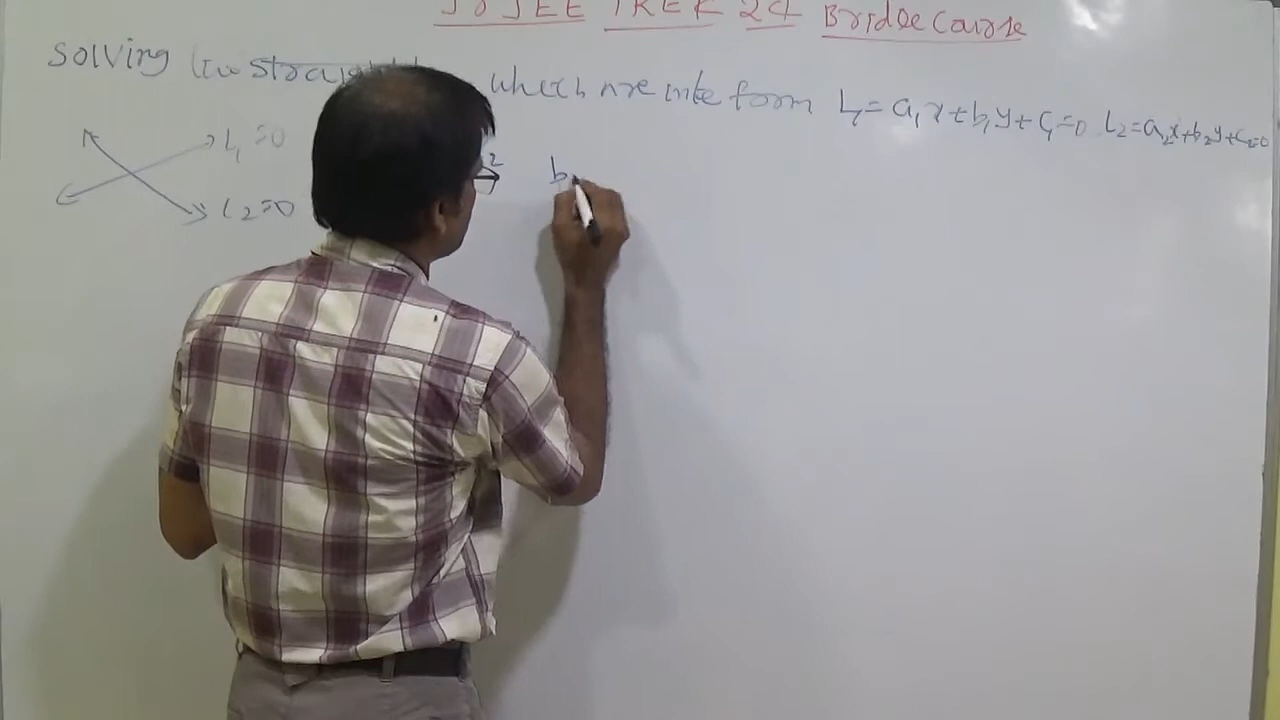 JEE TREK 24 Bridge Course
Solving two straight which are in the form L₁ = a₁x + b₁y + c₁ = 0 L₂ = a₂x + b₂y + c₂ = 0
L₁ = 0
L₂ = 0
2 b